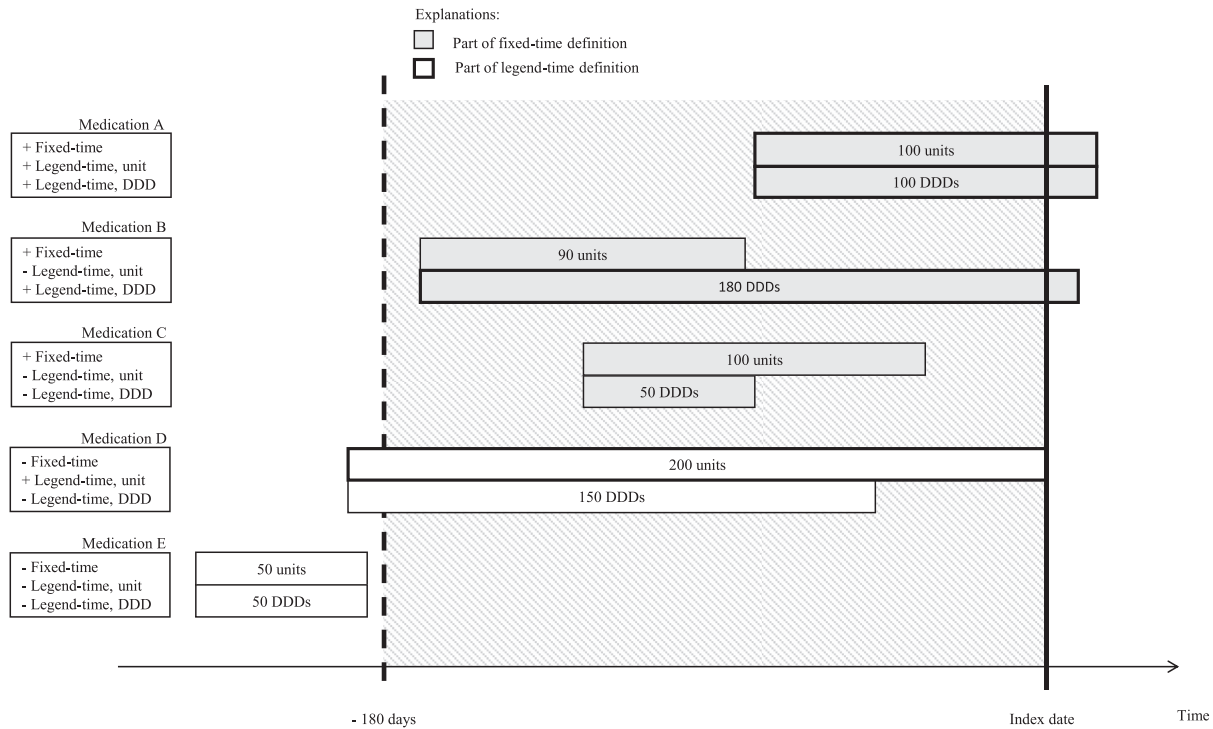 Explanations:
Part of fixed-time definition
Part of legend-time definition
Medication A
+ Fixed-time
+ Legend-time, unit
+ Legend-time, DDD
100 units
100 DDDs
Medication B
+ Fixed-time
- Legend-time, unit
+ Legend-time, DDD
90 units
180 DDDs
Medication C
+ Fixed-time
- Legend-time, unit
- Legend-time, DDD
100 units
50 DDDs
Medication D
- Fixed-time
+ Legend-time, unit
- Legend-time, DDD
200 units
150 DDDs
Medication E
- Fixed-time
- Legend-time, unit
- Legend-time, DDD
50 units
50 DDDs
- 180 days
Index date
Time